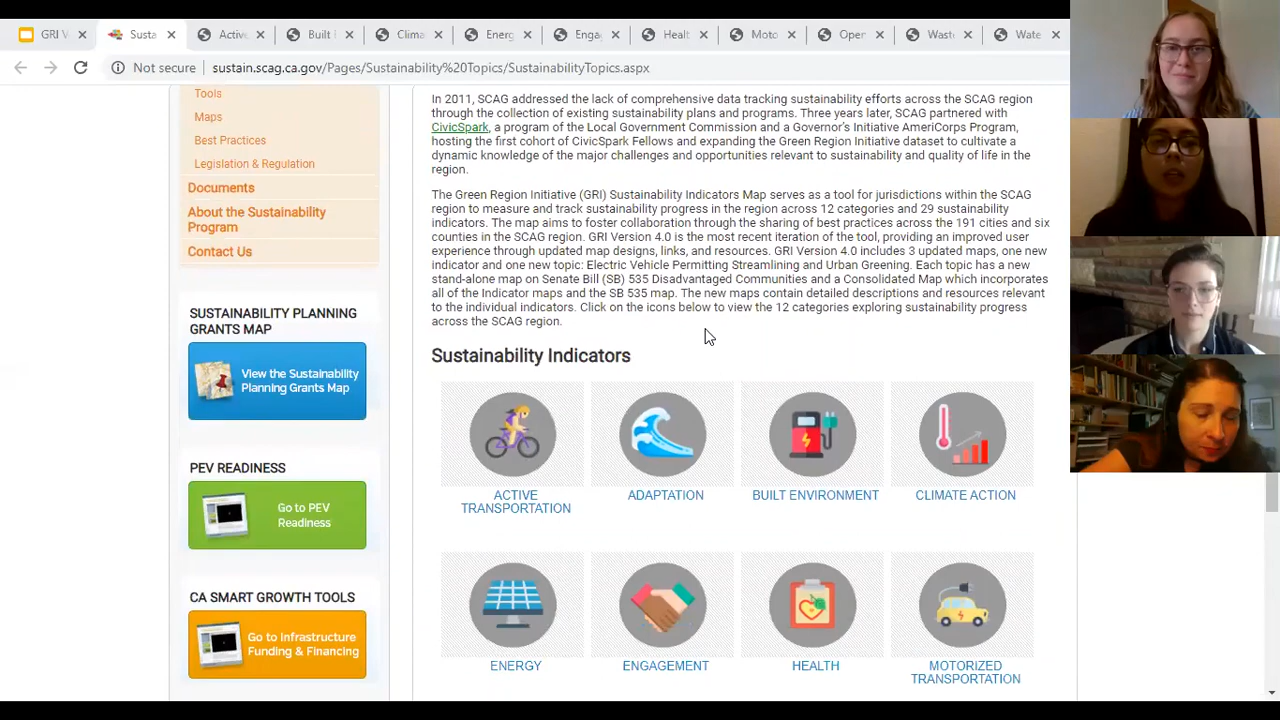 GRI V
Susta
Active
Built I
Clima
Energ
Enga
Healt
Moto
Open
Waste
Wate
Not secure
sustain.scag.ca.gov/Pages/Sustainability%20Topics/SustainabilityTopics.aspx
Tools
Maps
Best Practices
Legislation & Regulation
Documents
About the Sustainability
Program
Contact Us
SUSTAINABILITY PLANNING
GRANTS MAP
View the Sustainability
Planning Grants Map
PEV READINESS
Go to PEV
Readiness
CA SMART GROWTH TOOLS
Go to Infrastructure
Funding & Financing
In 2011, SCAG addressed the lack of comprehensive data tracking sustainability efforts across the SCAG region
through the collection of existing sustainability plans and programs. Three years later, SCAG partnered with
CivicSpark, a program of the Local Government Commission and a Governor's Initiative AmeriCorps Program,
hosting the first cohort of CivicSpark Fellows and expanding the Green Region Initiative dataset to cultivate a
dynamic knowledge of the major challenges and opportunities relevant to sustainability and quality of life in the
region.
The Green Region Initiative (GRI) Sustainability Indicators Map serves as a tool for jurisdictions within the SCAG
region to measure and track sustainability progress in the region across 12 categories and 29 sustainability
indicators. The map aims to foster collaboration through the sharing of best practices across the 191 cities and six
counties in the SCAG region. GRI Version 4.0 is the most recent iteration of the tool, providing an improved user
experience through updated map designs, links, and resources. GRI Version 4.0 includes 3 updated maps, one new
indicator and one new topic: Electric Vehicle Permitting Streamlining and Urban Greening. Each topic has a new
stand-alone map on Senate Bill (SB) 535 Disadvantaged Communities and a Consolidated Map which incorporates
all of the Indicator maps and the SB 535 map. The new maps contain detailed descriptions and resources relevant
to the individual indicators. Click on the icons below to view the 12 categories exploring sustainability progress
across the SCAG region.
Sustainability Indicators
ACTIVE
TRANSPORTATION
ADAPTATION
BUILT ENVIRONMENT
CLIMATE ACTION
ENERGY
ENGAGEMENT
HEALTH
MOTORIZED
TRANSPORTATION